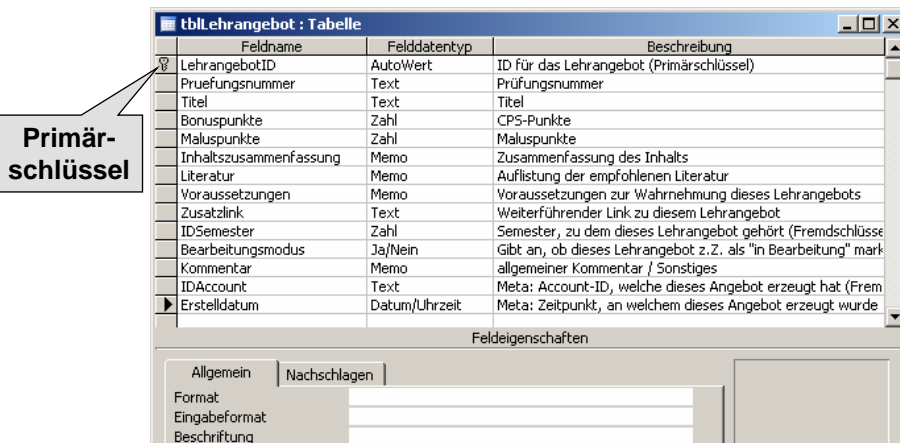 tblLehrangebot : Tabelle
Feldname Felddatentyp Beschreibung
LehrangebotID AutoWert ID für das Lehrangebot (Primärschlüssel)
Pruefungsnummer Text Prüfungsnummer
Titel Text Titel
Bonuspunkte Zahl CPS-Punkte
Maluspunkte Zahl Maluspunkte
Inhaltszusammenfassung Memo Zusammenfassung des Inhalts
Literatur Memo Auflistung der empfohlenen Literatur
Voraussetzungen Memo Voraussetzungen zur Wahrnehmung dieses Lehrangebots
Zusatzlink Text Weiterführender Link zu diesem Lehrangebot
IDSemester Zahl Semester, zu dem dieses Lehrangebot gehört (Fremdschlüsse
Bearbeitungsmodus Ja/Nein Gibt an, ob dieses Lehrangebot z.Z. als "in Bearbeitung" mark
Kommentar Memo allgemeiner Kommentar / Sonstiges
IDAccount Text Meta: Account-ID, welche dieses Angebot erzeugt hat (Frem
Erstelldatum Datum/Uhrzeit Meta: Zeitpunkt, an welchem dieses Angebot erzeugt wurde
Primär-
schlüssel
Feldeigenschaften
Allgemein Nachschlagen
Format
Eingabeformat
Beschriftung